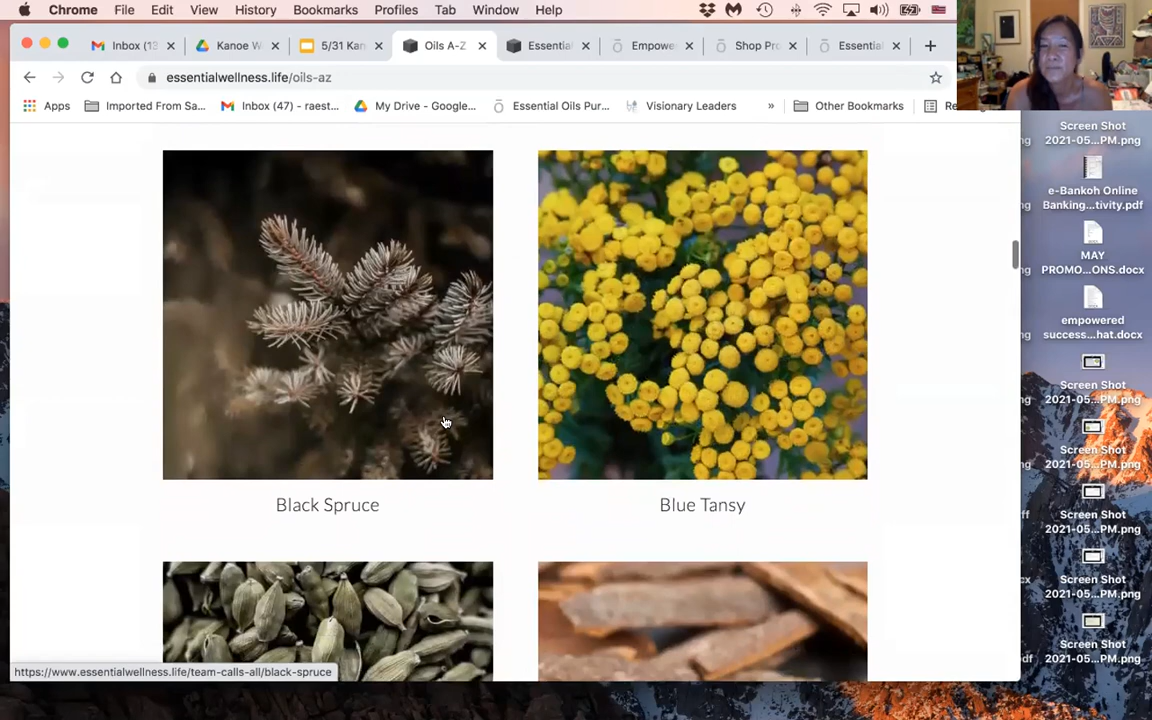 Chrome File Edit View History Bookmarks Profiles Tab Window Help
Inbox (13
Kanoe W
5/31 Kan
Oils A-Z
Essential
Empowe
Shop Pro
Essential
essentialwellness.life/oils-az
Apps
Imported From Sa...
Inbox (47) - raest...
My Drive - Google...
Essential Oils Pur...
Visionary Leaders
»
Other Bookmarks
Re
Black Spruce
Blue Tansy
https://www.essentialwellness.life/team-calls-all/black-spruce
Screen Shot
2021-05...PM.png
e-Bankoh Online
Banking...tivity.pdf
MAY
PROMO...ONS.docx
empowered
success...hat.docx
Screen Shot
2021-05...PM.png
Screen Shot
2021-05...PM.png
Screen Shot
2021-05...PM.png
Screen Shot
2021-05...PM.png
Screen Shot
2021-05...PM.png